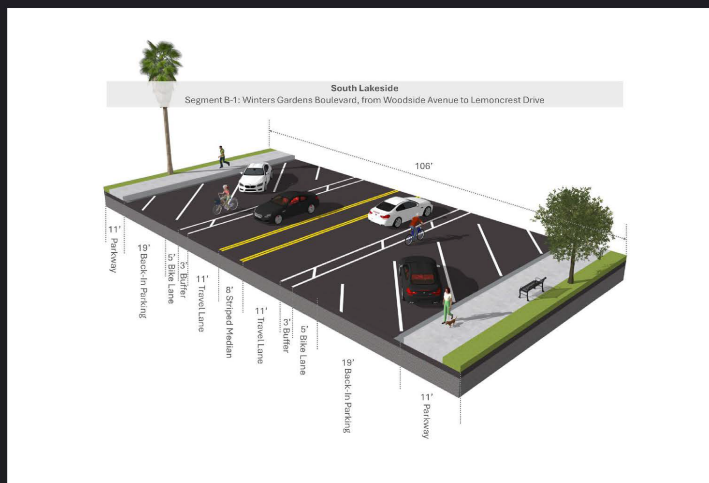 South Lakeside
Segment B-1: Winters Gardens Boulevard, from Woodside Avenue to Lemoncrest Drive
106'
11' Parkway
19' Back-In Parking
5' Bike Lane
3' Buffer
11' Travel Lane
8' Striped Median
11' Travel Lane
3' Buffer
5' Bike Lane
19' Back-In Parking
11' Parkway